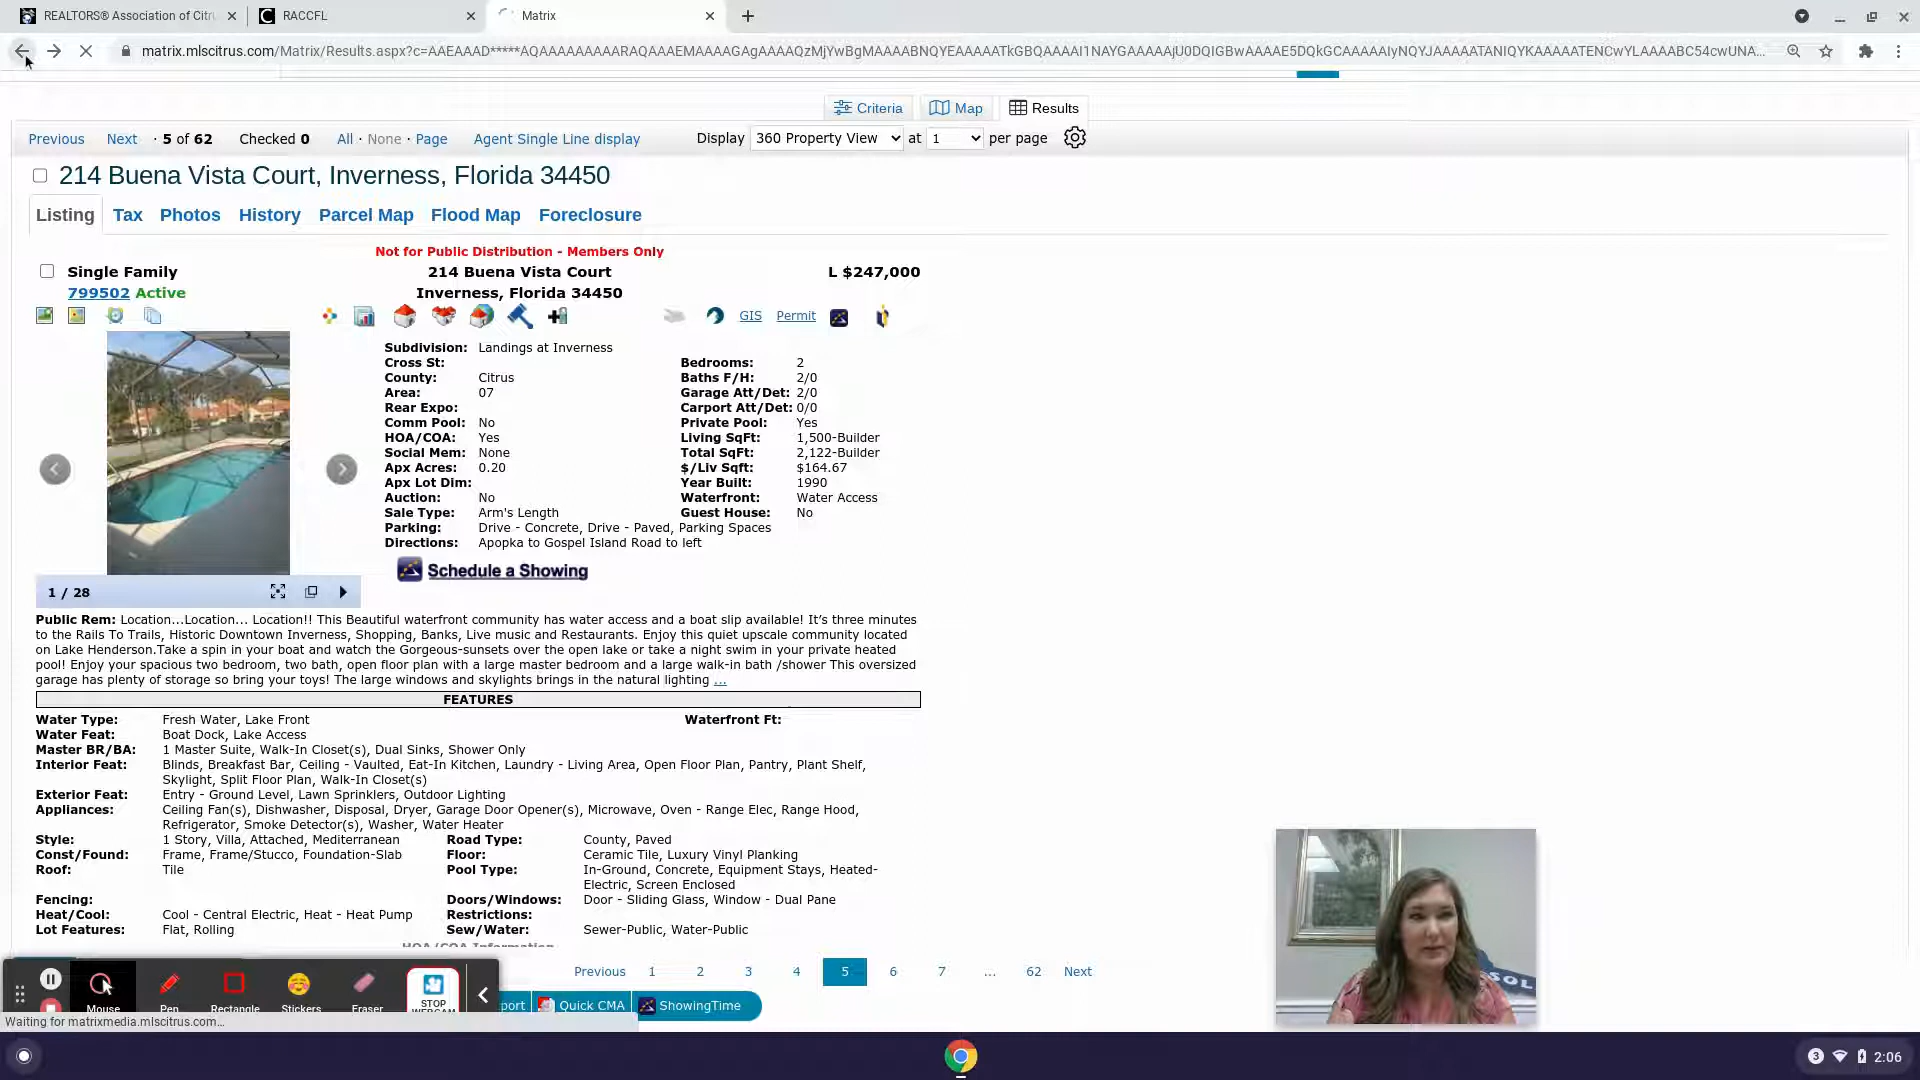 REALTORS® Association of Citr
RACCFL
Matrix
matrix.mlscitrus.com/Matrix/Results.aspx?c=AAEAAAD*****AQAAAAAAAAARAQAAAEMAAAAGAgAAAAQzMjYwBgMAAAABNQYEAAAAATkGBQAAAAI1NAYGAAAAAjU0DQIGBwAAAAE5DQkGCAAAAAIyNQYJAAAAATANIQYKAAAAATENCwYLAAAABC54cwUNA...
Criteria
Map
Results
Previous Next · 5 of 62 Checked 0 All · None · Page Agent Single Line display Display 360 Property View at 1 per page
214 Buena Vista Court, Inverness, Florida 34450
Listing Tax Photos History Parcel Map Flood Map Foreclosure
Not for Public Distribution - Members Only
Single Family 214 Buena Vista Court L $247,000
799502 Active Inverness, Florida 34450
GIS Permit
Subdivision: Landings at Inverness
Cross St: Bedrooms: 2
County: Citrus Baths F/H: 2/0
Area: 07 Garage Att/Det: 2/0
Rear Expo: Carport Att/Det: 0/0
Comm Pool: No Private Pool: Yes
HOA/COA: Yes Living SqFt: 1,500-Builder
Social Mem: None Total SqFt: 2,122-Builder
Apx Acres: 0.20 $/Liv Sqft: $164.67
Apx Lot Dim: Year Built: 1990
Auction: No Waterfront: Water Access
Sale Type: Arm's Length Guest House: No
Parking: Drive - Concrete, Drive - Paved, Parking Spaces
Directions: Apopka to Gospel Island Road to left
Schedule a Showing
1 / 28
Public Rem: Location...Location... Location!! This Beautiful waterfront community has water access and a boat slip available! It's three minutes
to the Rails To Trails, Historic Downtown Inverness, Shopping, Banks, Live music and Restaurants. Enjoy this quiet upscale community located
on Lake Henderson.Take a spin in your boat and watch the Gorgeous-sunsets over the open lake or take a night swim in your private heated
pool! Enjoy your spacious two bedroom, two bath, open floor plan with a large master bedroom and a large walk-in bath /shower This oversized
garage has plenty of storage so bring your toys! The large windows and skylights brings in the natural lighting ...
FEATURES
Water Type: Fresh Water, Lake Front Waterfront Ft:
Water Feat: Boat Dock, Lake Access
Master BR/BA: 1 Master Suite, Walk-In Closet(s), Dual Sinks, Shower Only
Interior Feat: Blinds, Breakfast Bar, Ceiling - Vaulted, Eat-In Kitchen, Laundry - Living Area, Open Floor Plan, Pantry, Plant Shelf,
Skylight, Split Floor Plan, Walk-In Closet(s)
Exterior Feat: Entry - Ground Level, Lawn Sprinklers, Outdoor Lighting
Appliances: Ceiling Fan(s), Dishwasher, Disposal, Dryer, Garage Door Opener(s), Microwave, Oven - Range Elec, Range Hood,
Refrigerator, Smoke Detector(s), Washer, Water Heater
Style: 1 Story, Villa, Attached, Mediterranean Road Type: County, Paved
Const/Found: Frame, Frame/Stucco, Foundation-Slab Floor: Ceramic Tile, Luxury Vinyl Planking
Roof: Tile Pool Type: In-Ground, Concrete, Equipment Stays, Heated-
Electric, Screen Enclosed
Fencing: Doors/Windows: Door - Sliding Glass, Window - Dual Pane
Heat/Cool: Cool - Central Electric, Heat - Heat Pump Restrictions:
Lot Features: Flat, Rolling Sew/Water: Sewer-Public, Water-Public
HOA/COA Information
Previous 1 2 3 4 5 6 7 ... 62 Next
port Quick CMA ShowingTime
Mouse Pen Rectangle Stickers Eraser STOP WEBCAM
Waiting for matrixmedia.mlscitrus.com...
SOL
3 2:06